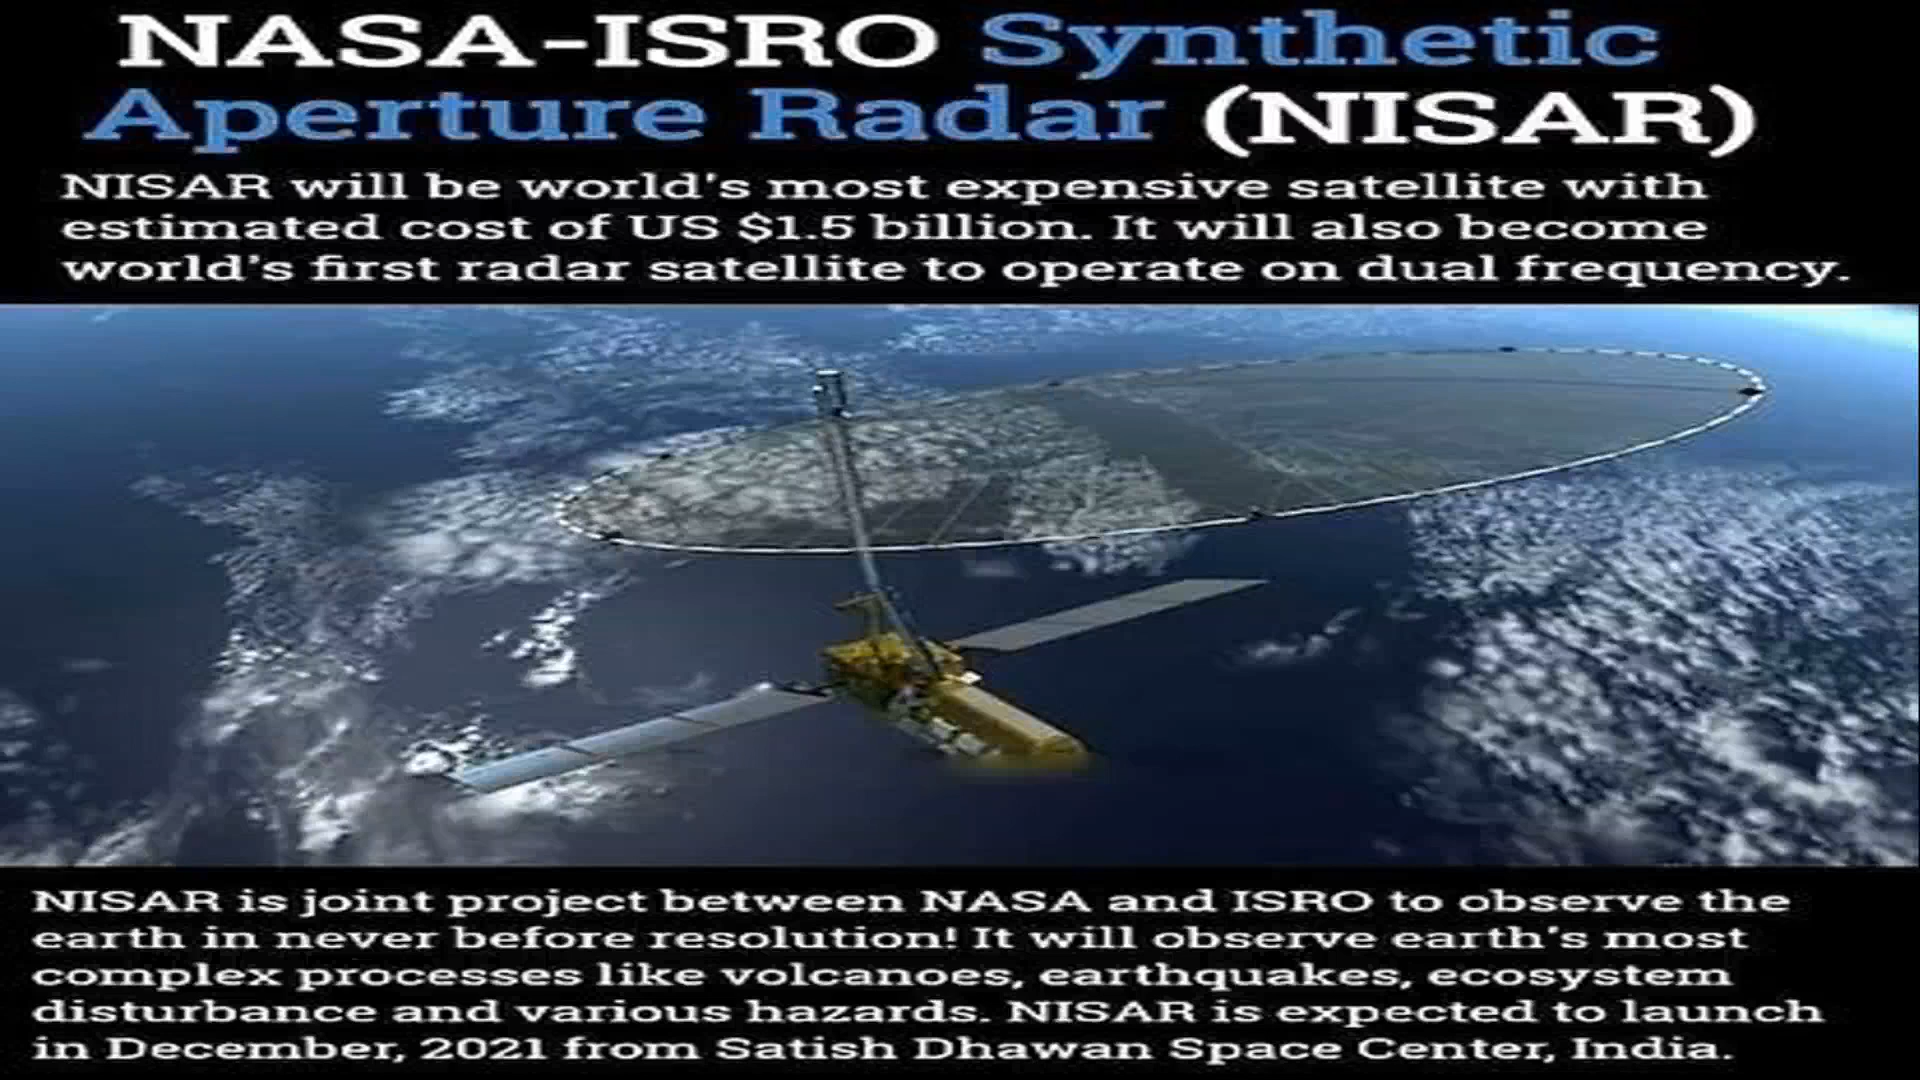 NASA-ISRO Synthetic
Aperture Radar (NISAR)
NISAR will be world's most expensive satellite with
estimated cost of US $1.5 billion. It will also become
world's first radar satellite to operate on dual frequency.
NISAR is joint project between NASA and ISRO to observe the
earth in never before resolution! It will observe earth's most
complex processes like volcanoes, earthquakes, ecosystem
disturbance and various hazards. NISAR is expected to launch
in December, 2021 from Satish Dhawan Space Center, India.